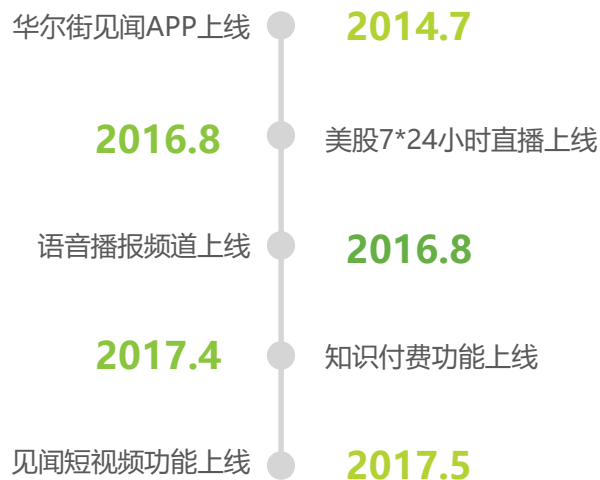 华尔街见闻APP上线 2014.7
2016.8 美股7*24小时直播上线
语音播报频道上线 2016.8
2017.4 知识付费功能上线
见闻短视频功能上线 2017.5